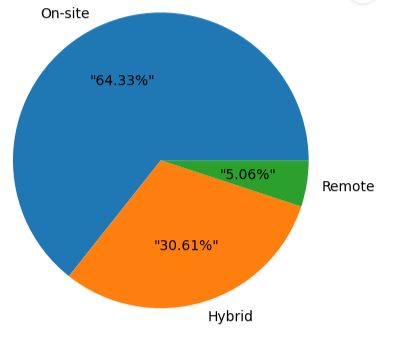 On-site
"64.33%"
"5.06%"
Remote
"30.61%"
Hybrid